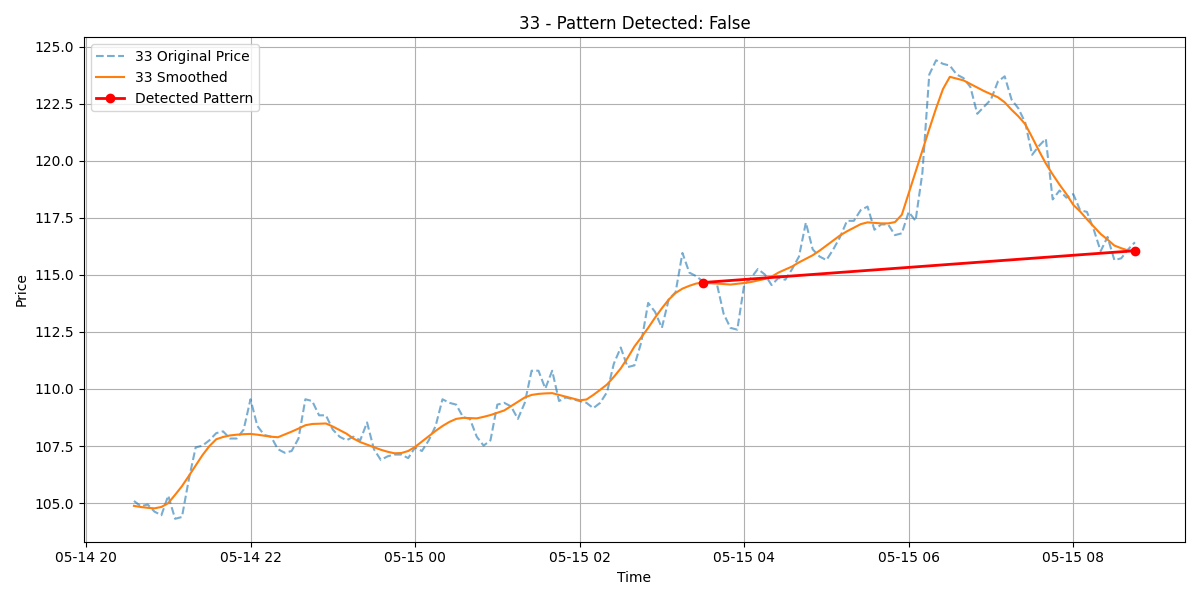 33 - Pattern Detected: False
125.0
122.5
120.0
117.5
115.0
112.5
110.0
107.5
105.0
Price
33 Original Price
33 Smoothed
Detected Pattern
05-14 20 05-14 22 05-15 00 05-15 02 05-15 04 05-15 06 05-15 08
Time